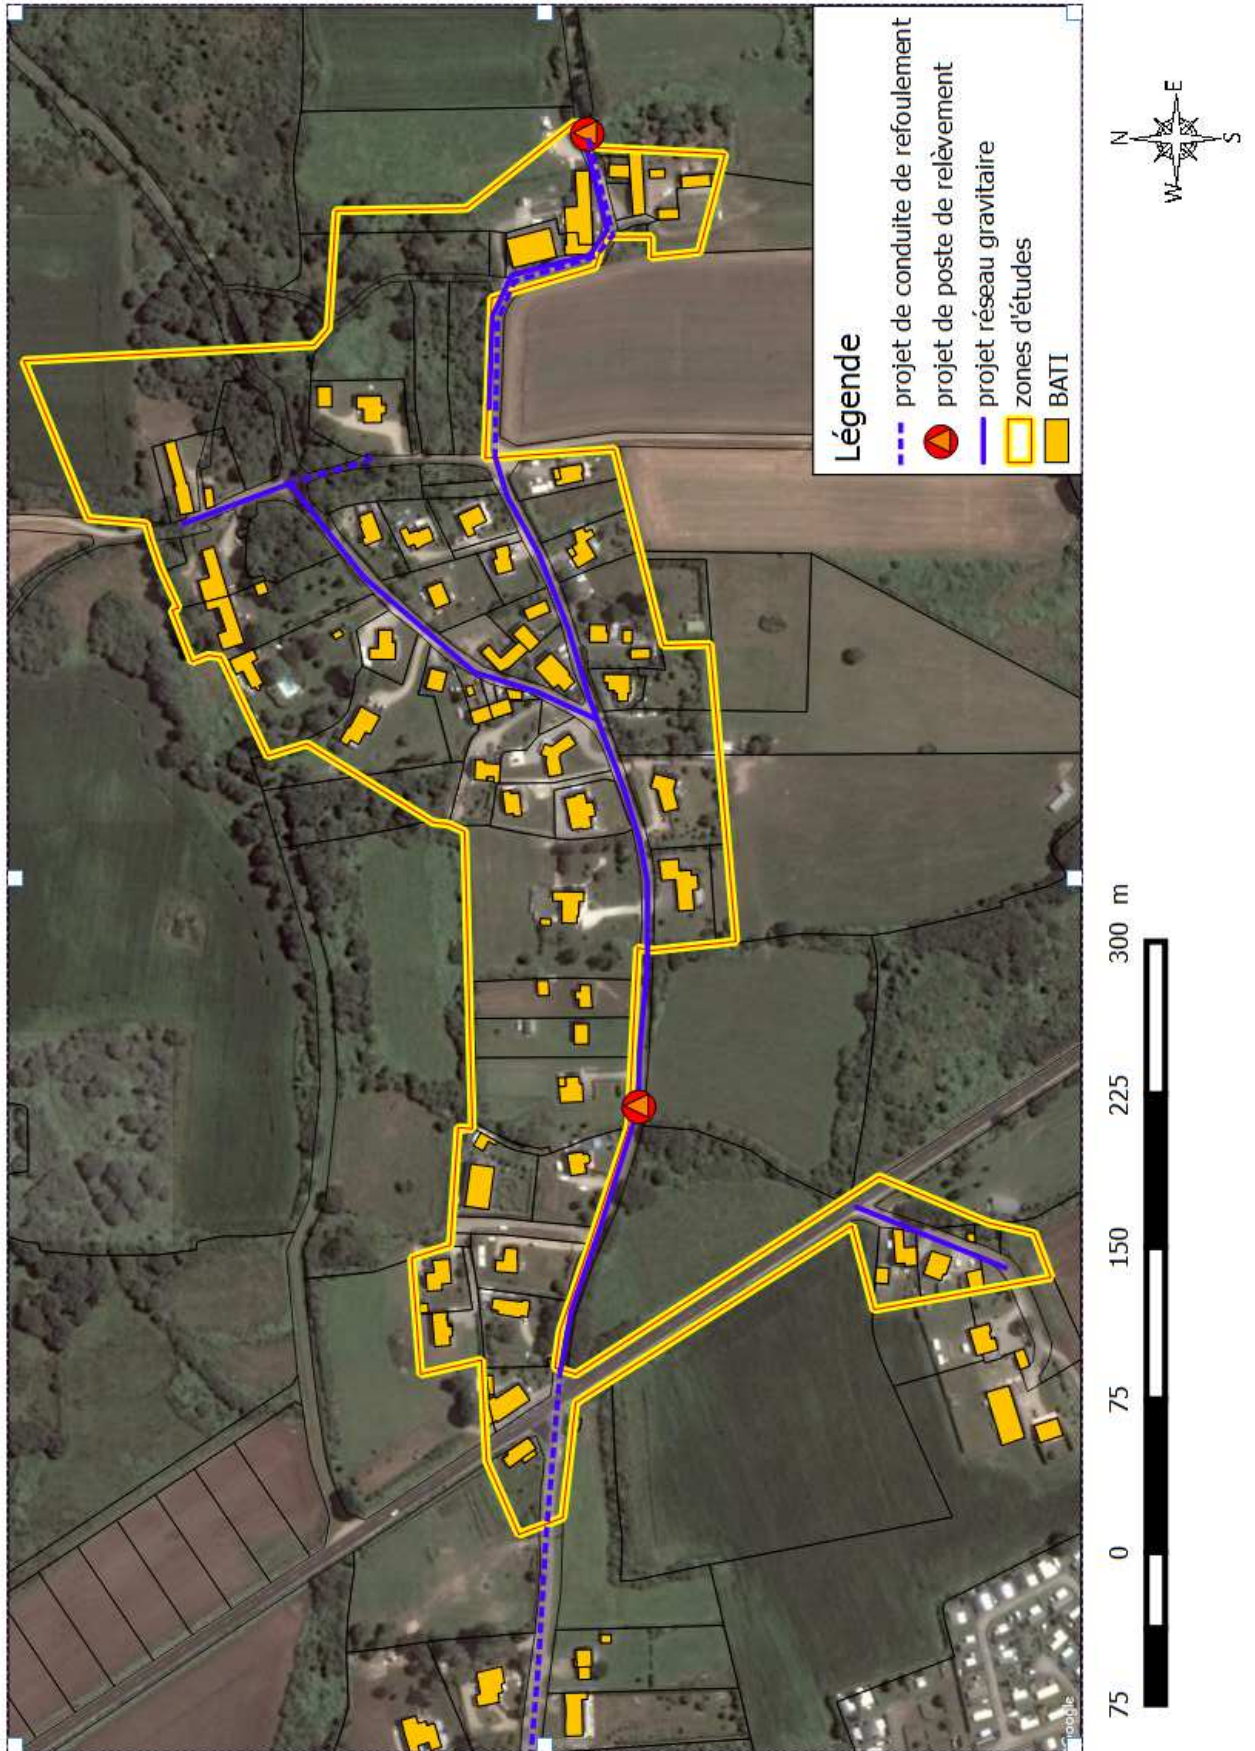 Légende
projet de conduite de refoulement
projet de poste de relèvement
projet réseau gravitaire
zones d'études
BATI
N
W
E
S
75 0 75 150 225 300 m